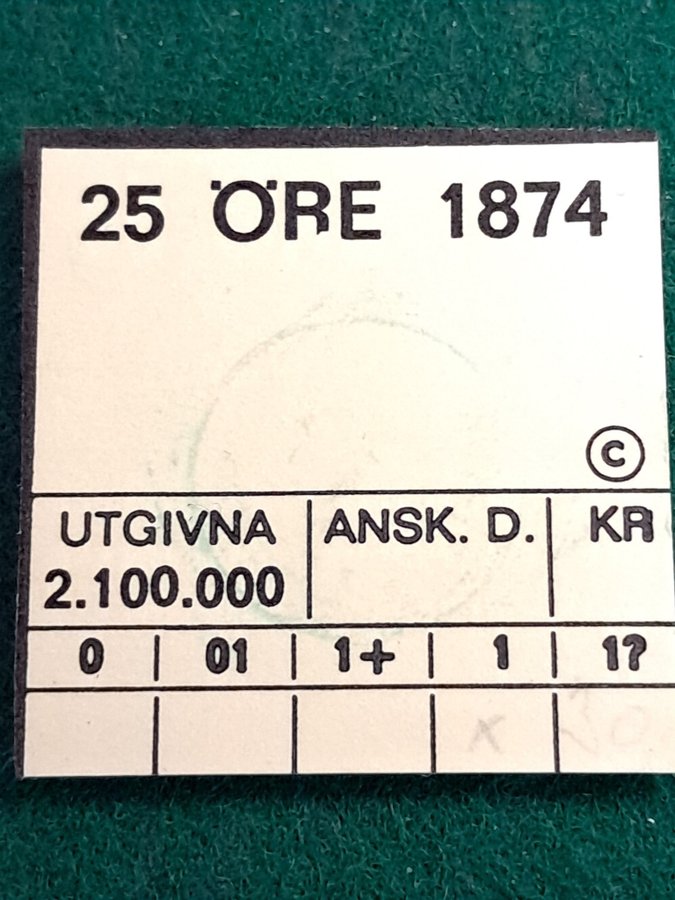 25 ÖRE 1874
©
UTGIVNA ANSK. D. KR
2.100.000
0 01 1+ 1 1?
x